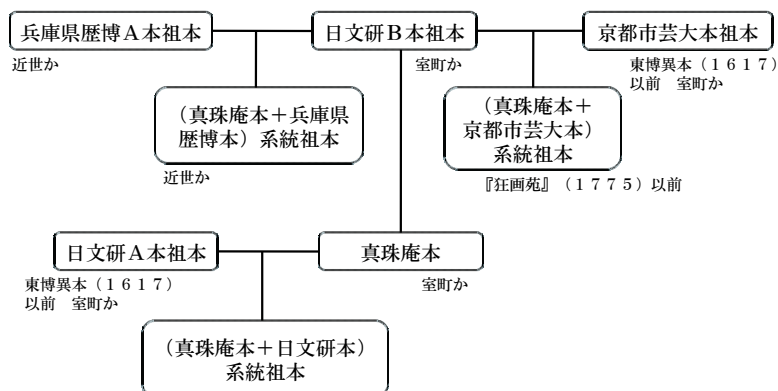 兵庫県歴博A本祖本
日文研B本祖本
京都市芸大本祖本
近世か
室町か
東博異本(1617)
以前　室町か
(真珠庵本+兵庫県
歴博本)系統祖本
近世か
(真珠庵本+
京都市芸大本)
系統祖本
『狂画苑』(1775)以前
日文研A本祖本
真珠庵本
東博異本(1617)
以前　室町か
室町か
(真珠庵本+日文研本)
系統祖本